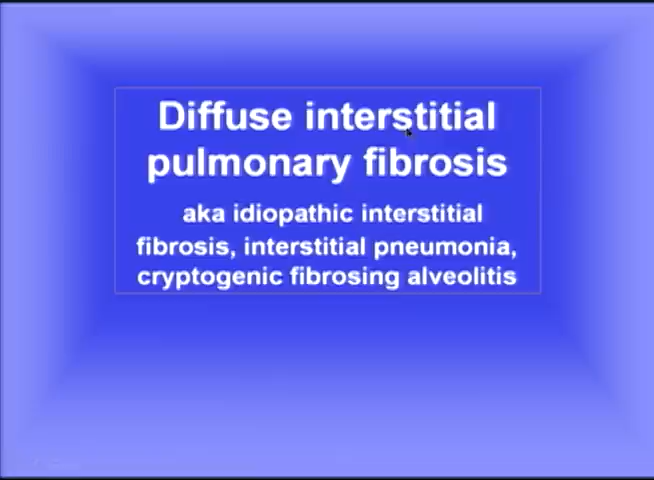 Diffuse interstitial
pulmonary fibrosis
aka idiopathic interstitial
fibrosis, interstitial pneumonia,
cryptogenic fibrosing alveolitis